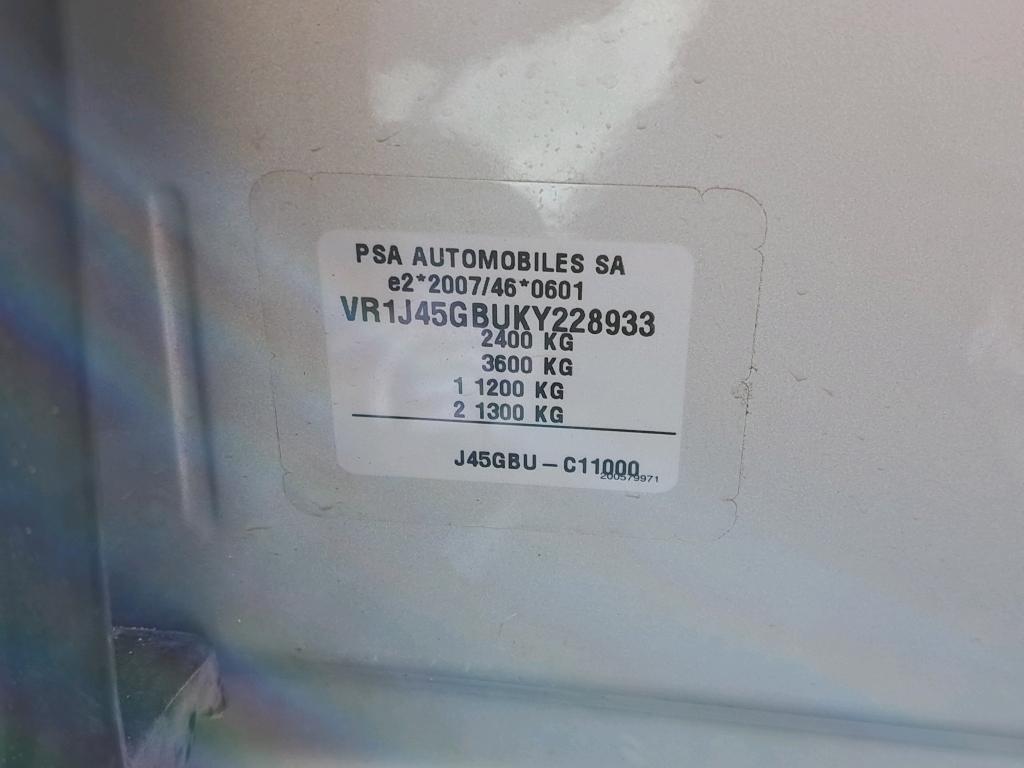 PSA AUTOMOBILES SA
e2*2007/46*0601
VR1J45GBUKY228933
2400 KG
3600 KG
1 1200 KG
2 1300 KG
J45GBU - C11000
200579971